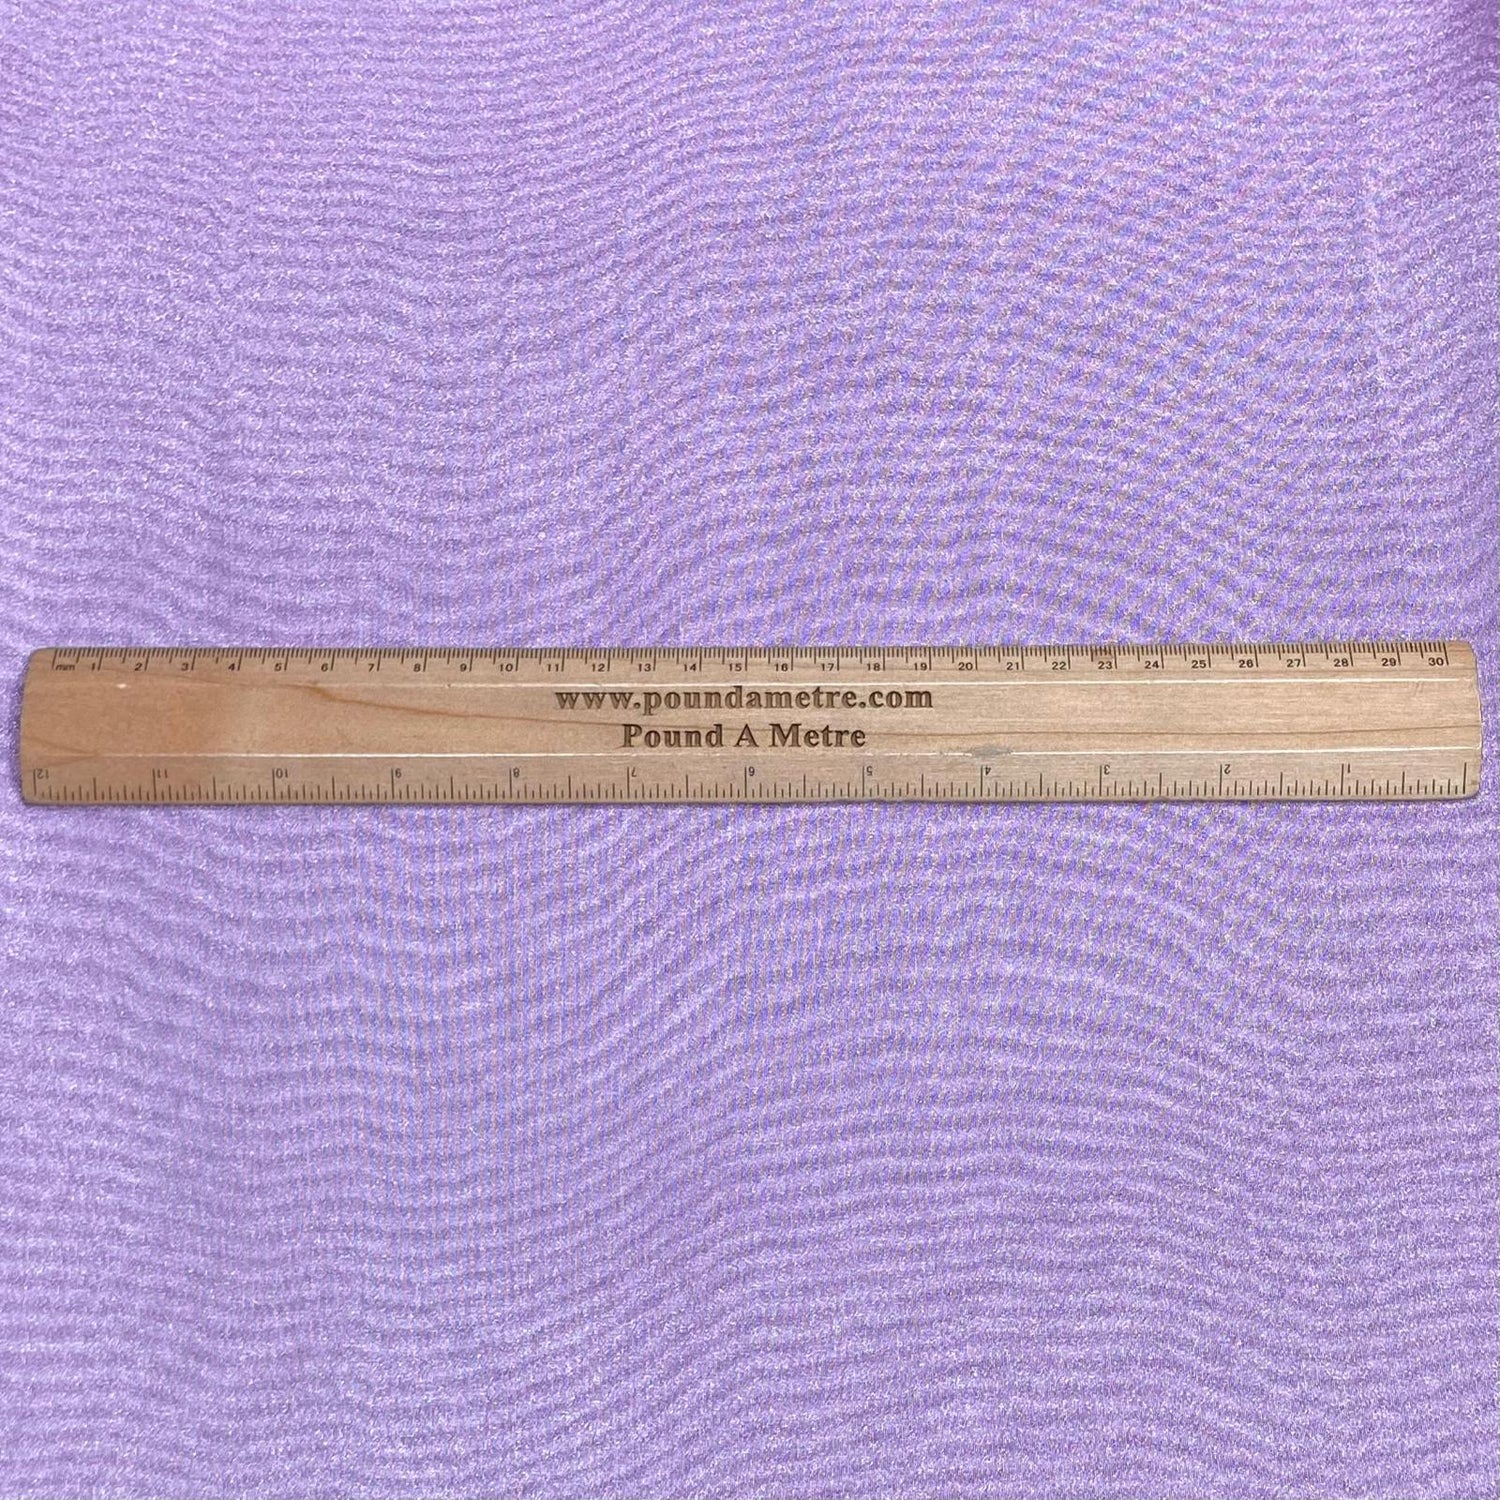 mm 1 2 3 4 5 6 7 8 9 10 11 12 13 14 15 16 17 18 19 20 21 22 23 24 25 26 27 28 29 30
www.poundametre.com
Pound A Metre
12 11 10 9 8 7 6 5 4 3 2 1